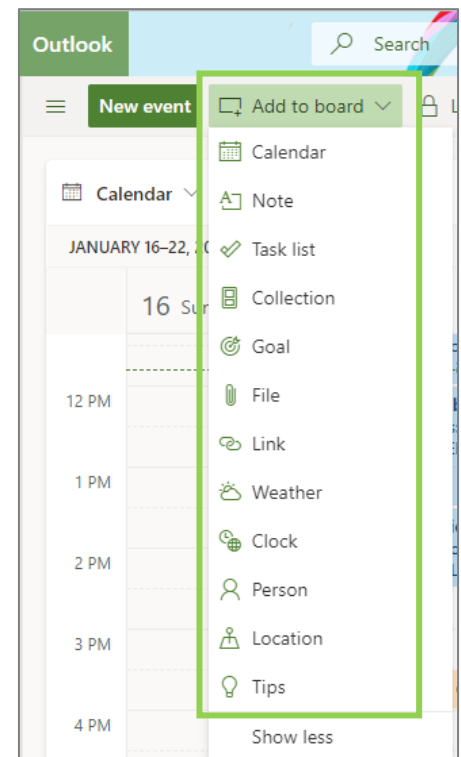 Outlook
Search
New event
Add to board
Calendar
Note
Task list
Collection
Goal
File
Link
Weather
Clock
Person
Location
Tips
Show less
Calendar
JANUARY 16–22,
16
12 PM
1 PM
2 PM
3 PM
4 PM